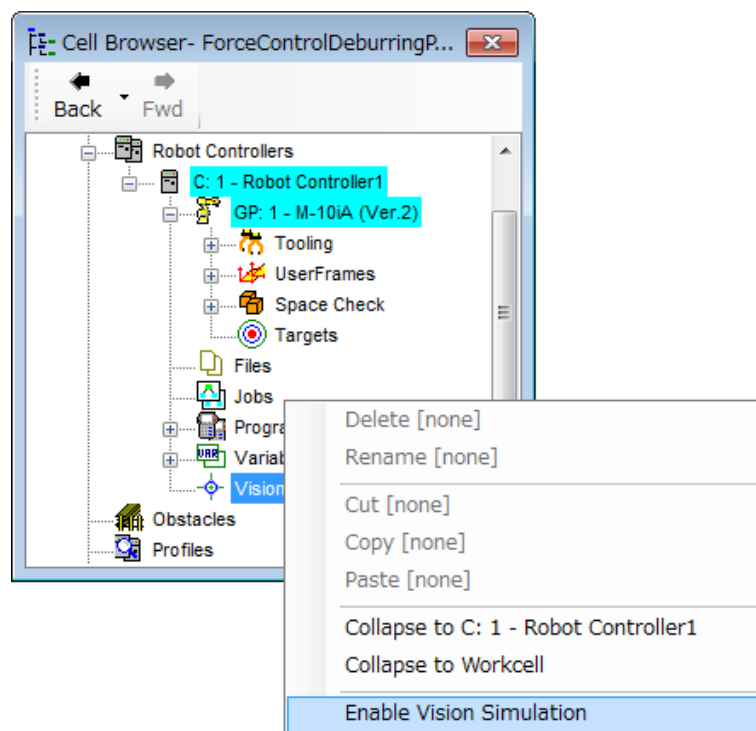 Cell Browser- ForceControlDeburringP...
Back
Fwd
Robot Controllers
C: 1 - Robot Controller1
GP: 1 - M-10iA (Ver.2)
Tooling
UserFrames
Space Check
Targets
Files
Jobs
Progra
Variab
Vision
Obstacles
Profiles
Delete [none]
Rename [none]
Cut [none]
Copy [none]
Paste [none]
Collapse to C: 1 - Robot Controller1
Collapse to Workcell
Enable Vision Simulation